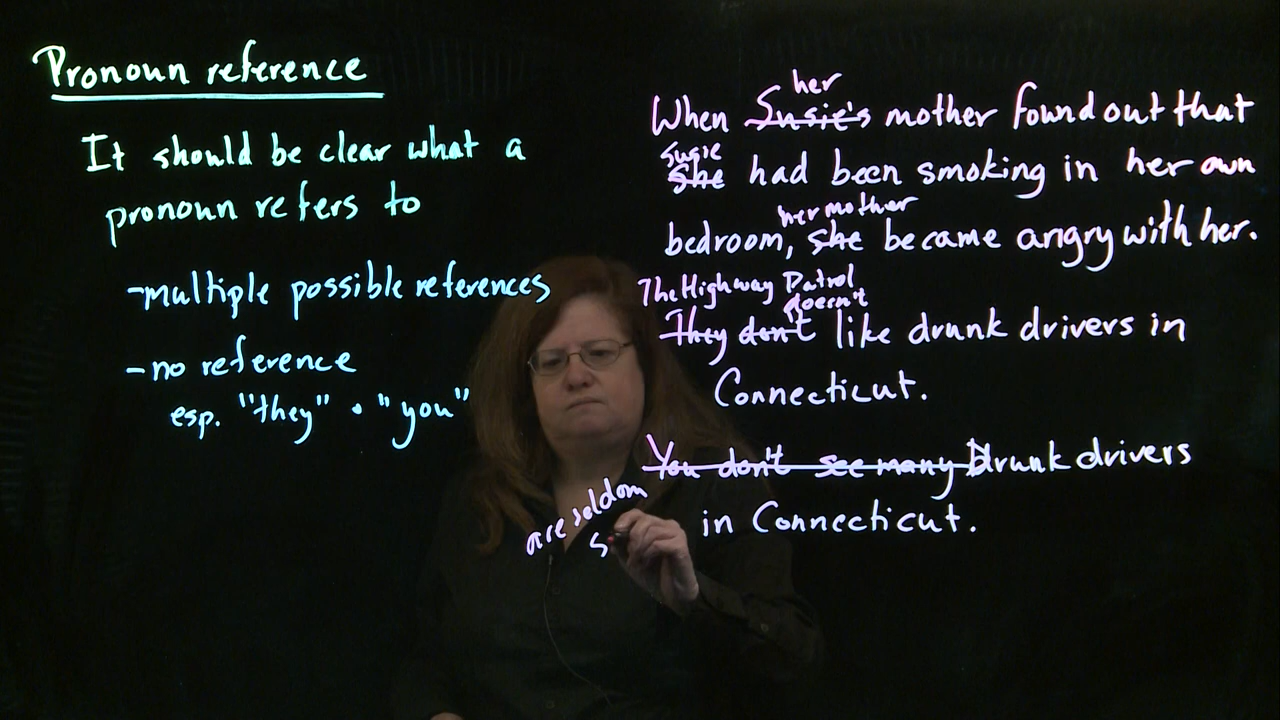 Pronoun reference
It should be clear what a
pronoun refers to
-multiple possible references
-no reference
esp. "they" • "you"
her
When Susie's mother found out that
Susie
she had been smoking in her own
her mother
bedroom, she became angry with her.
The Highway Patrol
doesn't
They don't like drunk drivers in
Connecticut.
You don't see many Drunk drivers
are seldom
s
in Connecticut.